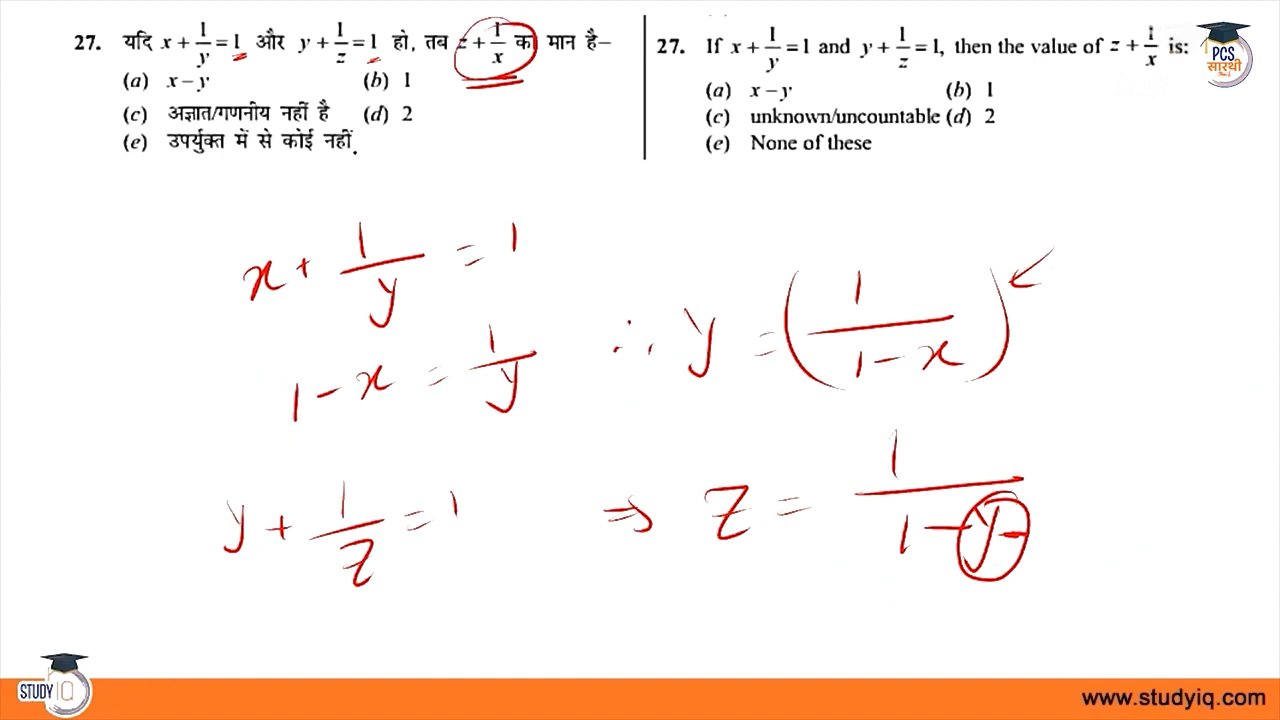 27. यदि x + 1/y = 1 और y + 1/z = 1 हो, तब z + 1/x का मान है–
(a) x – y (b) 1
(c) अज्ञात/गणनीय नहीं है (d) 2
(e) उपर्युक्त में से कोई नहीं.
27. If x + 1/y = 1 and y + 1/z = 1, then the value of z + 1/x is:
(a) x – y (b) 1
(c) unknown/uncountable (d) 2
(e) None of these
PCS
सारथी
x + 1/y = 1
1 – x = 1/y ∴ y = (1/(1 – x))
y + 1/z = 1 ⇒ z = 1/(1 – y)
STUDY IQ
www.studyiq.com